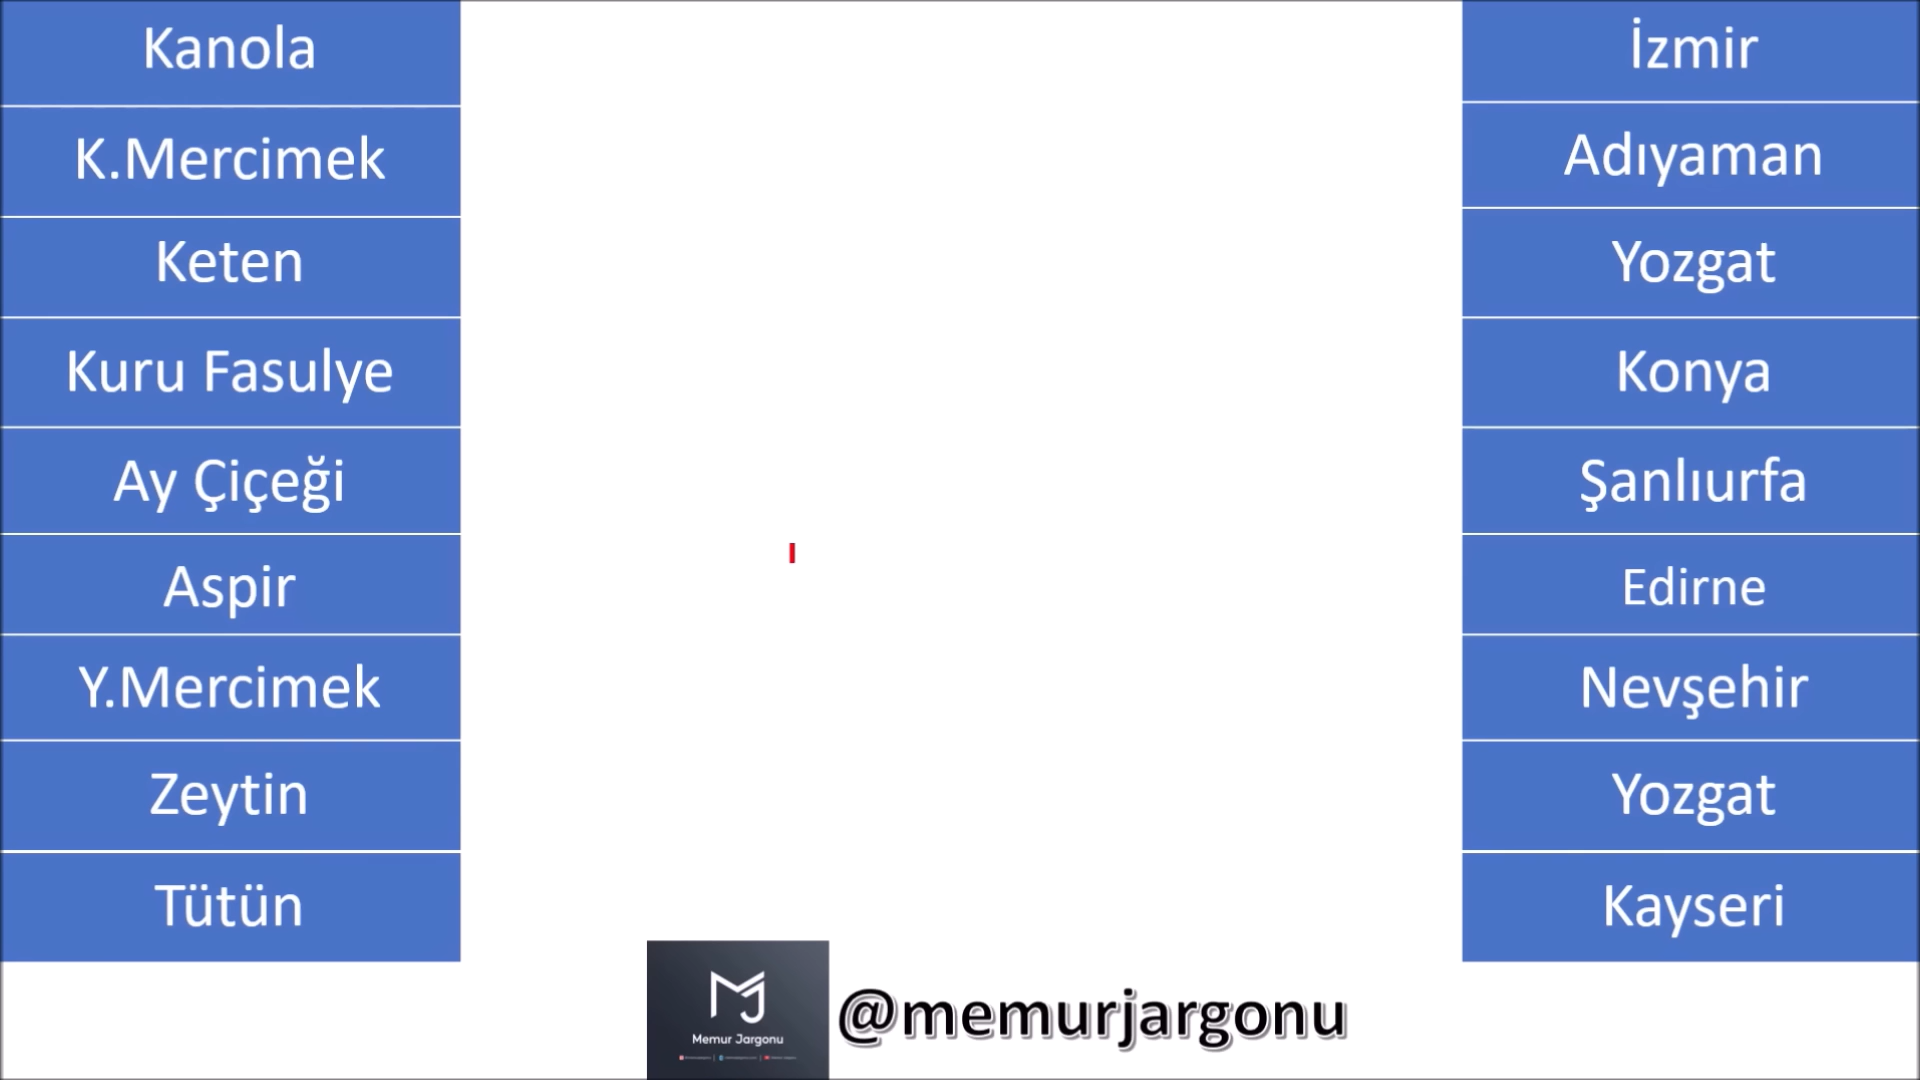 Kanola
K.Mercimek
Keten
Kuru Fasulye
Ay Çiçeği
Aspir
Y.Mercimek
Zeytin
Tütün
İzmir
Adıyaman
Yozgat
Konya
Şanlıurfa
Edirne
Nevşehir
Yozgat
Kayseri
Memur Jargonu
@memurjargonu